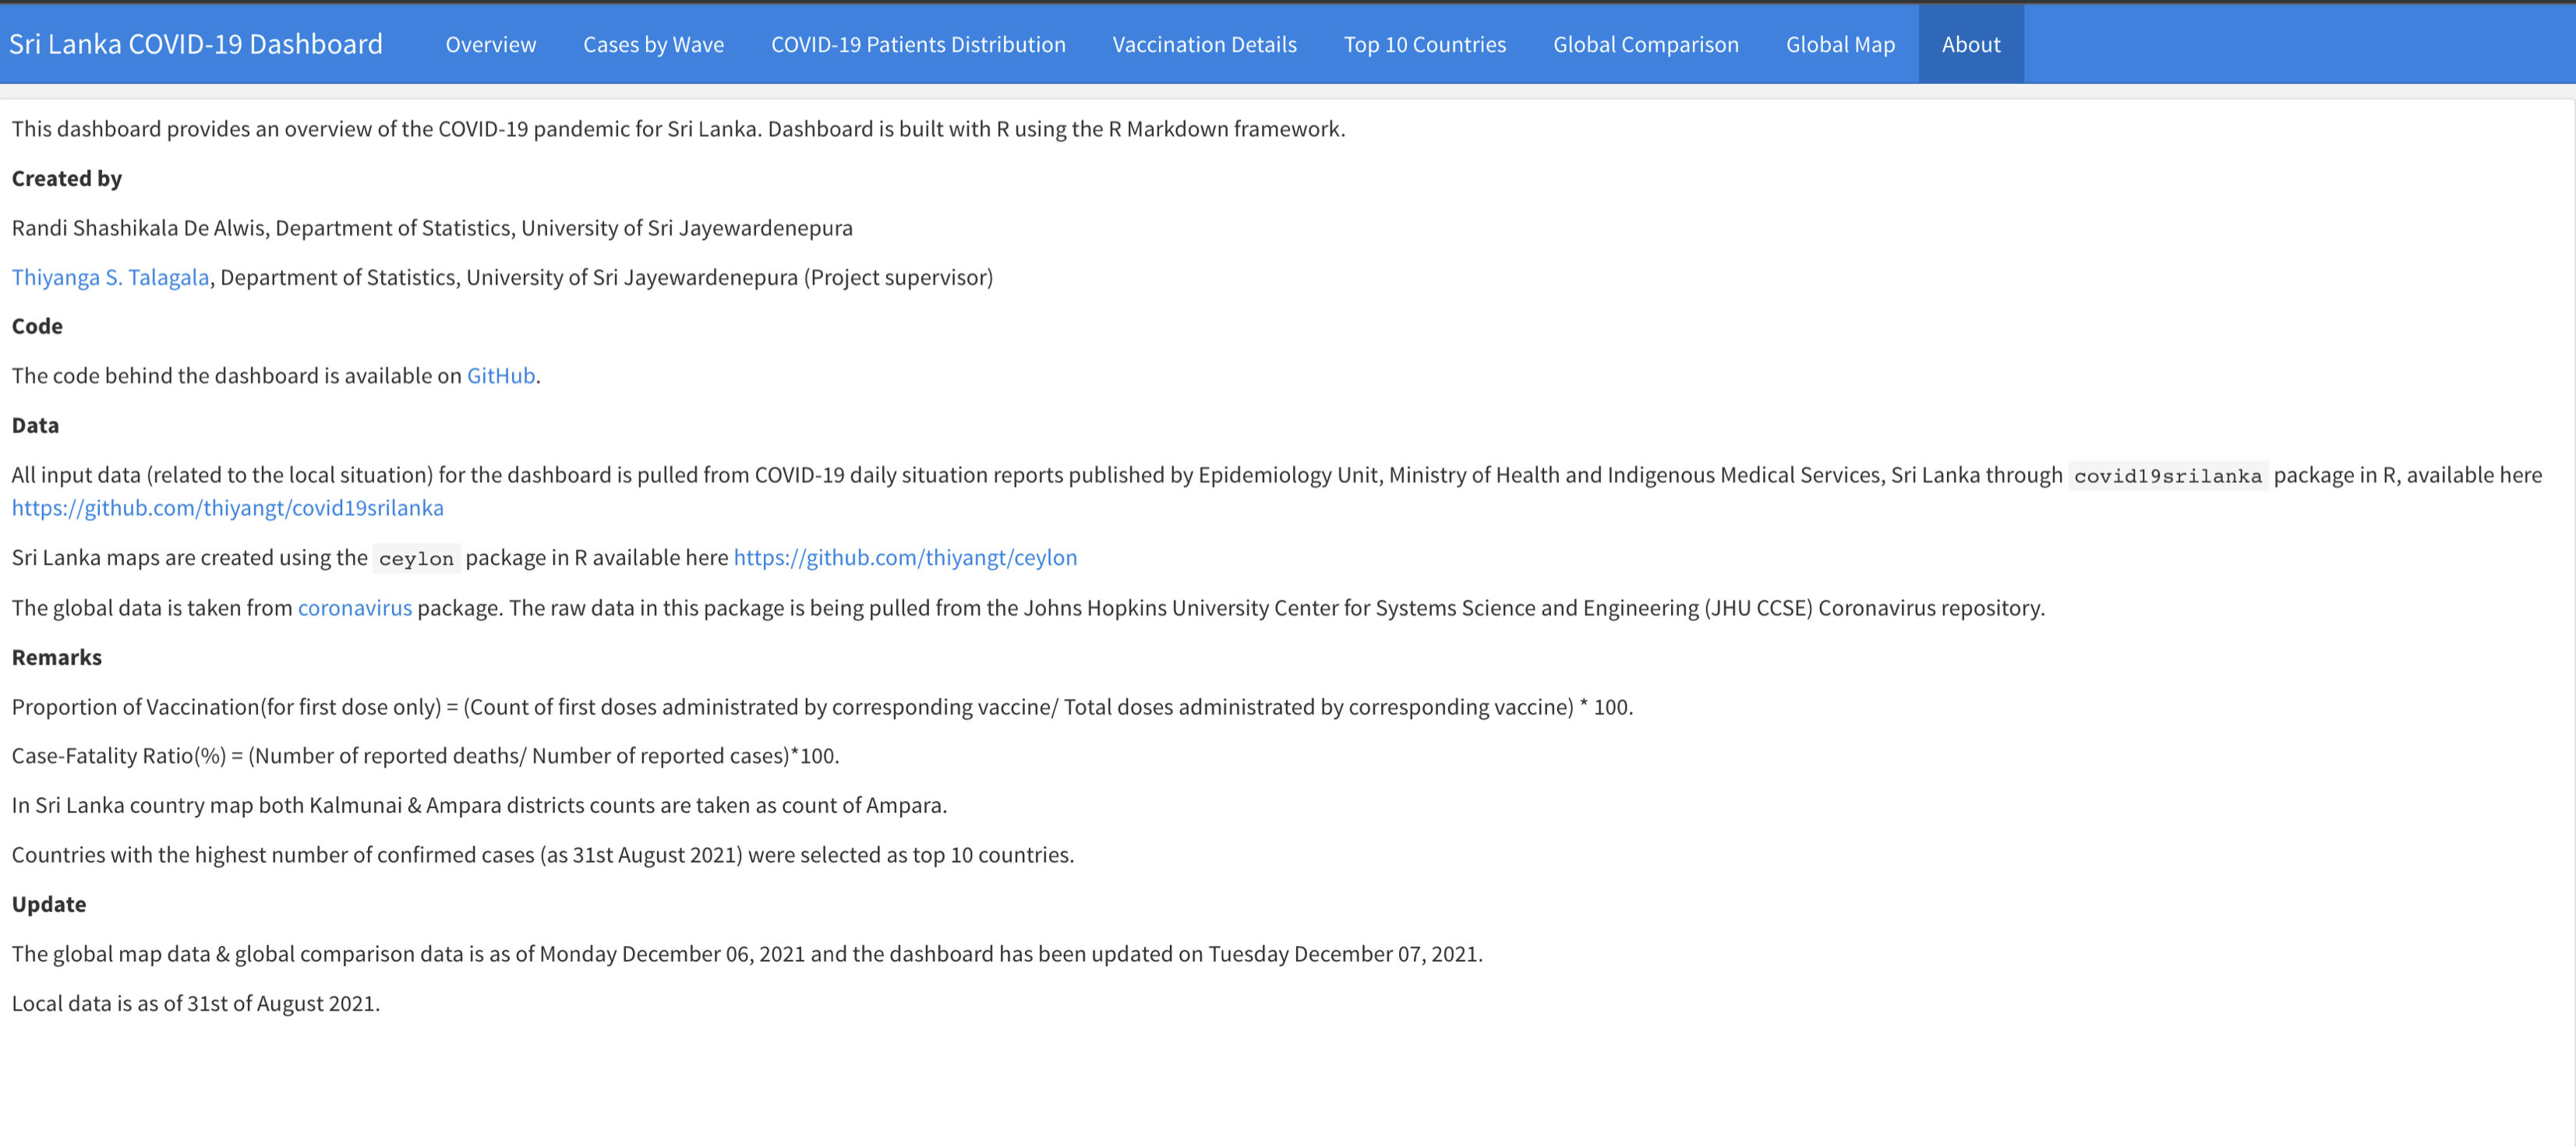 Sri Lanka COVID-19 Dashboard Overview Cases by Wave COVID-19 Patients Distribution Vaccination Details Top 10 Countries Global Comparison Global Map About
This dashboard provides an overview of the COVID-19 pandemic for Sri Lanka. Dashboard is built with R using the R Markdown framework.
Created by
Randi Shashikala De Alwis, Department of Statistics, University of Sri Jayewardenepura
Thiyanga S. Talagala, Department of Statistics, University of Sri Jayewardenepura (Project supervisor)
Code
The code behind the dashboard is available on GitHub.
Data
All input data (related to the local situation) for the dashboard is pulled from COVID-19 daily situation reports published by Epidemiology Unit, Ministry of Health and Indigenous Medical Services, Sri Lanka through covid19srilanka package in R, available here
https://github.com/thiyangt/covid19srilanka
Sri Lanka maps are created using the ceylon package in R available here https://github.com/thiyangt/ceylon
The global data is taken from coronavirus package. The raw data in this package is being pulled from the Johns Hopkins University Center for Systems Science and Engineering (JHU CCSE) Coronavirus repository.
Remarks
Proportion of Vaccination(for first dose only) = (Count of first doses administrated by corresponding vaccine/ Total doses administrated by corresponding vaccine) * 100.
Case-Fatality Ratio(%) = (Number of reported deaths/ Number of reported cases)*100.
In Sri Lanka country map both Kalmunai & Ampara districts counts are taken as count of Ampara.
Countries with the highest number of confirmed cases (as 31st August 2021) were selected as top 10 countries.
Update
The global map data & global comparison data is as of Monday December 06, 2021 and the dashboard has been updated on Tuesday December 07, 2021.
Local data is as of 31st of August 2021.